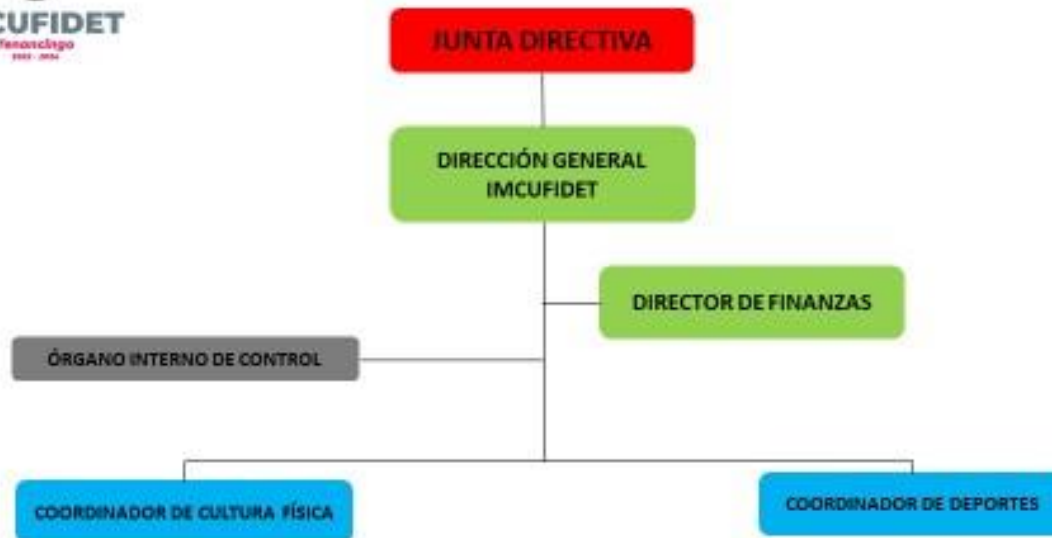 CUFIDET
Tenancingo
JUNTA DIRECTIVA
DIRECCIÓN GENERAL
IMCUFIDET
DIRECTOR DE FINANZAS
ÓRGANO INTERNO DE CONTROL
COORDINADOR DE CULTURA FÍSICA
COORDINADOR DE DEPORTES